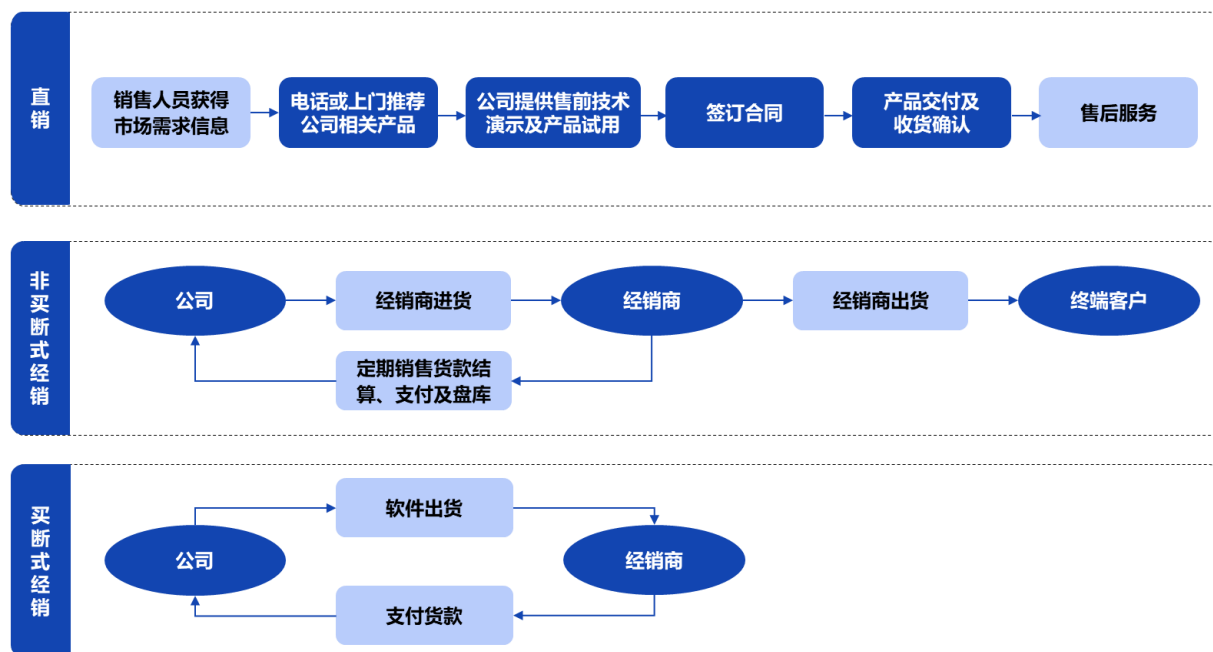 直销
销售人员获得
市场需求信息
电话或上门推荐
公司相关产品
公司提供售前技术
演示及产品试用
签订合同
产品交付及
收货确认
售后服务
非买断式经销
公司
经销商进货
经销商
经销商出货
终端客户
定期销售货款结
算、支付及盘库
买断式经销
软件出货
公司
经销商
支付货款